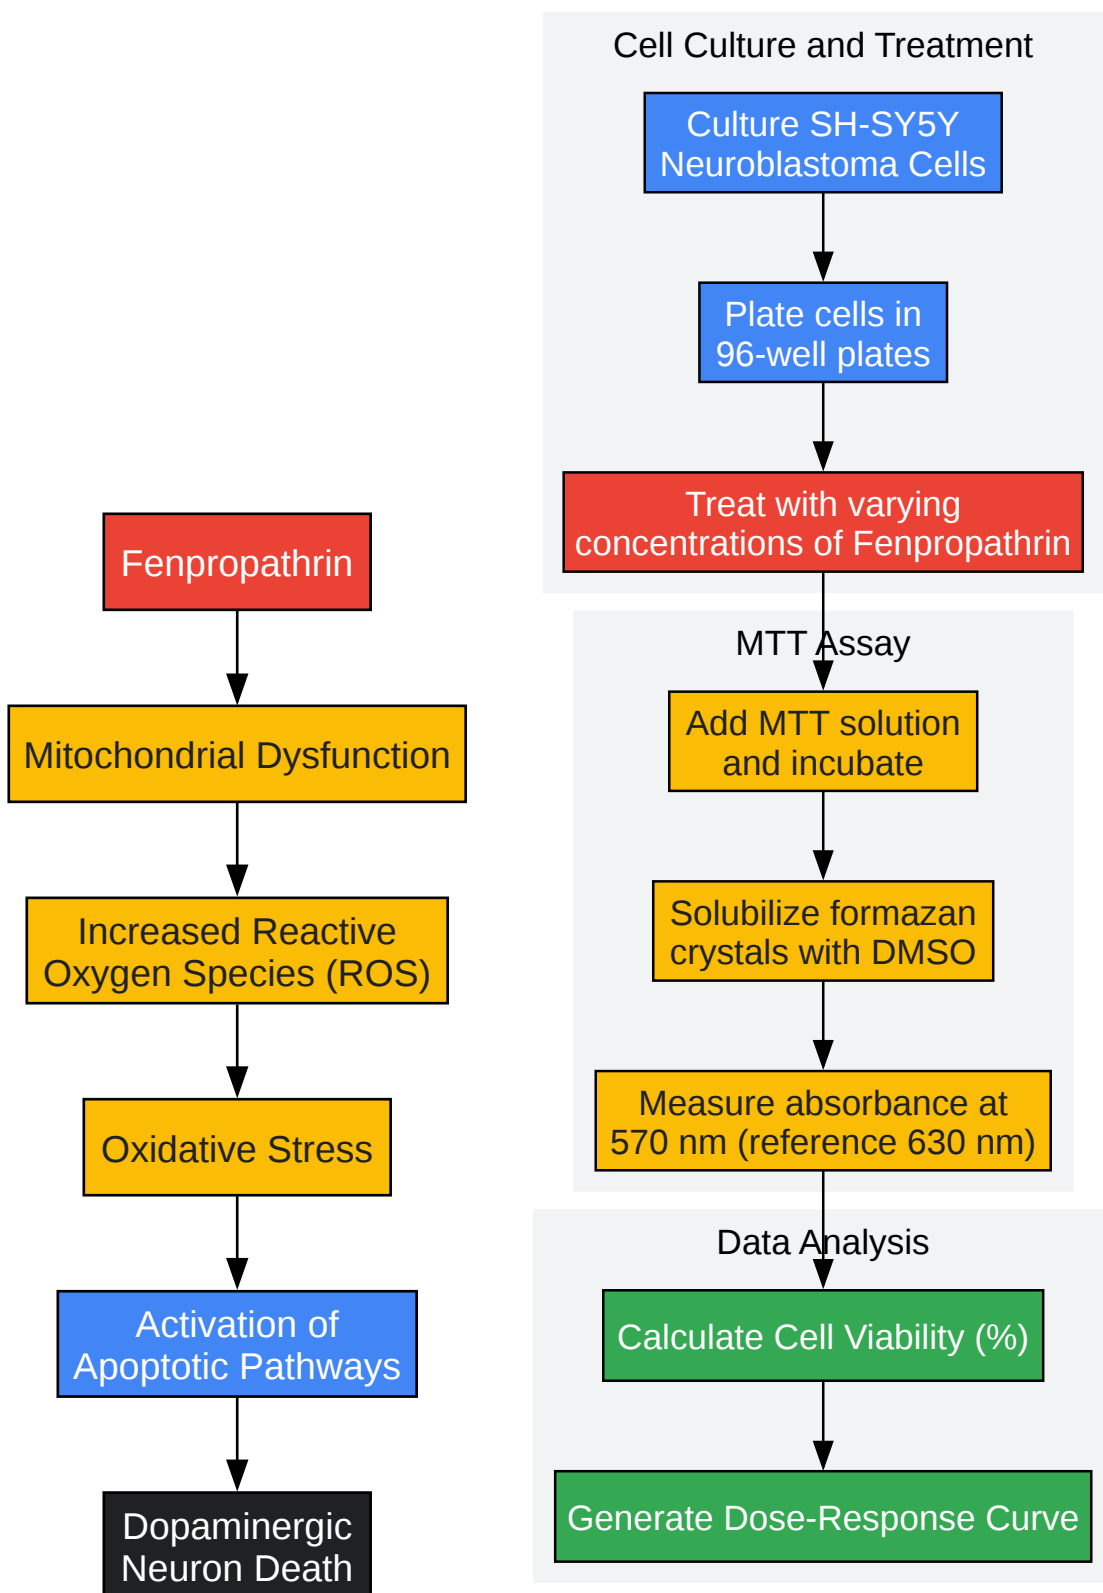 Fenpropathrin
Mitochondrial Dysfunction
Increased Reactive
Oxygen Species (ROS)
Oxidative Stress
Activation of
Apoptotic Pathways
Dopaminergic
Neuron Death
Cell Culture and Treatment
Culture SH-SY5Y
Neuroblastoma Cells
Plate cells in
96-well plates
Treat with varying
concentrations of Fenpropathrin
MTT Assay
Add MTT solution
and incubate
Solubilize formazan
crystals with DMSO
Measure absorbance at
570 nm (reference 630 nm)
Data Analysis
Calculate Cell Viability (%)
Generate Dose-Response Curve